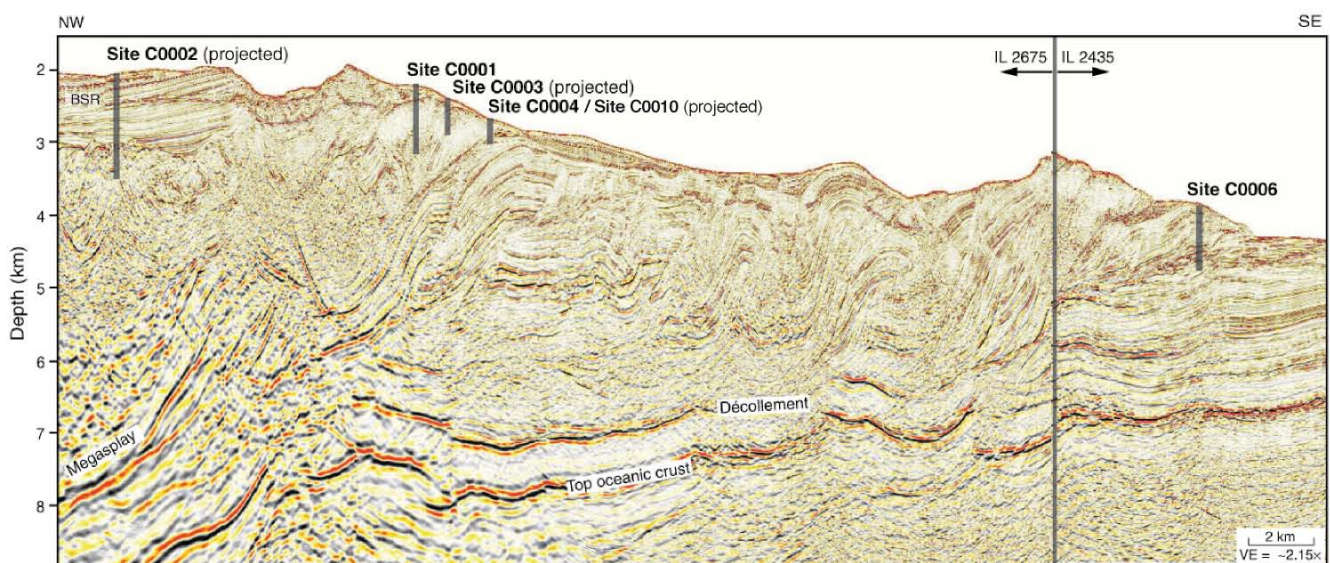 NW
SE
Site C0002 (projected)
IL 2675
IL 2435
Site C0001
Site C0003 (projected)
Site C0004 / Site C0010 (projected)
BSR
Site C0006
Depth (km)
2
3
4
5
6
7
8
Décollement
Megasplay
Top oceanic crust
2 km
VE = ~2.15×